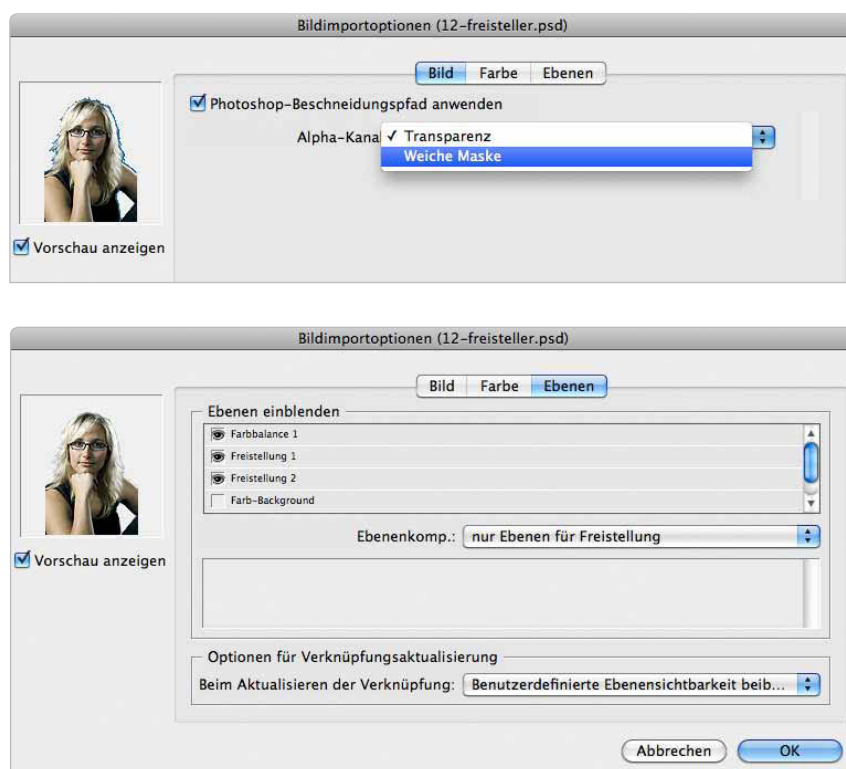 Bildimportoptionen (12-freisteller.psd)
Bild Farbe Ebenen
Photoshop-Beschneidungspfad anwenden
Alpha-Kana ✓ Transparenz
Weiche Maske
Vorschau anzeigen
Bildimportoptionen (12-freisteller.psd)
Bild Farbe Ebenen
Ebenen einblenden
Farbbalance 1
Freistellung 1
Freistellung 2
Farb-Background
Ebenenkomp.: nur Ebenen für Freistellung
Vorschau anzeigen
Optionen für Verknüpfungsaktualisierung
Beim Aktualisieren der Verknüpfung: Benutzerdefinierte Ebenensichtbarkeit beib...
Abbrechen OK